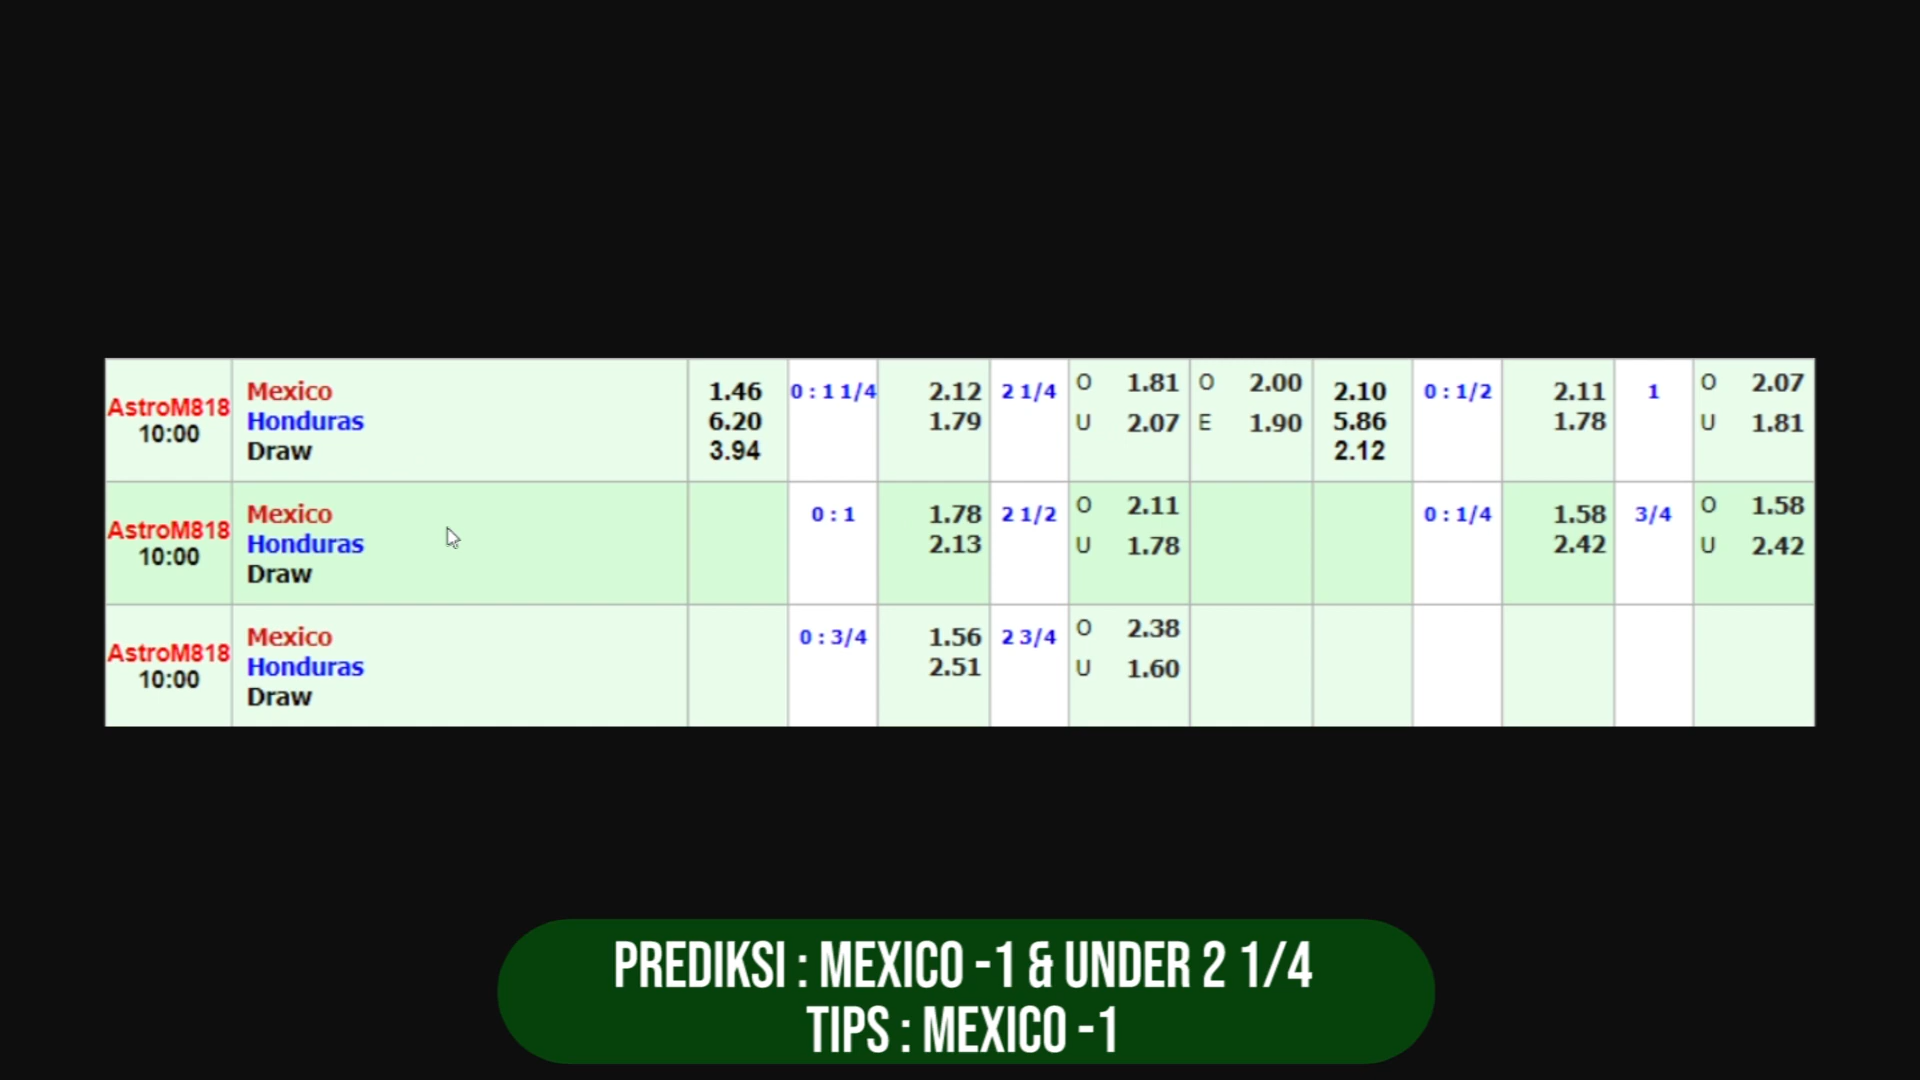 AstroM818 Mexico 1.46 0 : 1 1/4 2.12 2 1/4 O 1.81 O 2.00 2.10 0 : 1/2 2.11 1 O 2.07
10:00 Honduras 6.20 1.79 U 2.07 E 1.90 5.86 1.78 U 1.81
Draw 3.94 2.12
AstroM818 Mexico 0 : 1 1.78 2 1/2 O 2.11 0 : 1/4 1.58 3/4 O 1.58
10:00 Honduras 2.13 U 1.78 2.42 U 2.42
Draw
AstroM818 Mexico 0 : 3/4 1.56 2 3/4 O 2.38
10:00 Honduras 2.51 U 1.60
Draw
PREDIKSI : MEXICO -1 & UNDER 2 1/4
TIPS : MEXICO -1